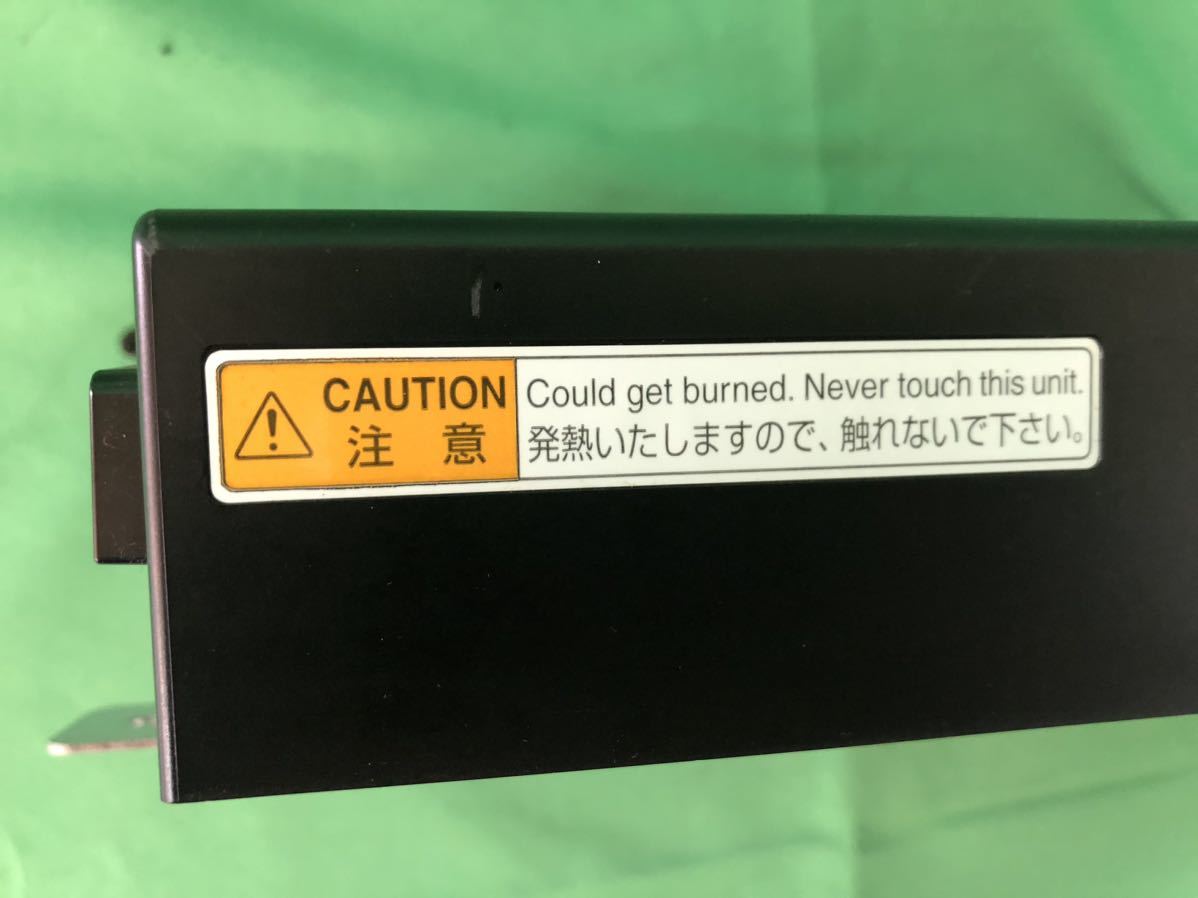 CAUTION
注 意
Could get burned. Never touch this unit.
発熱いたしますので、触れないで下さい。